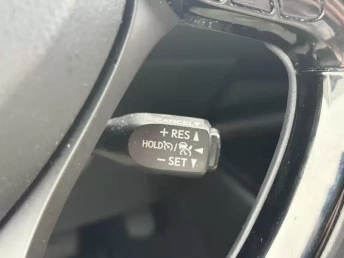 CANCEL
+ RES ▲
HOLD /
− SET ▼